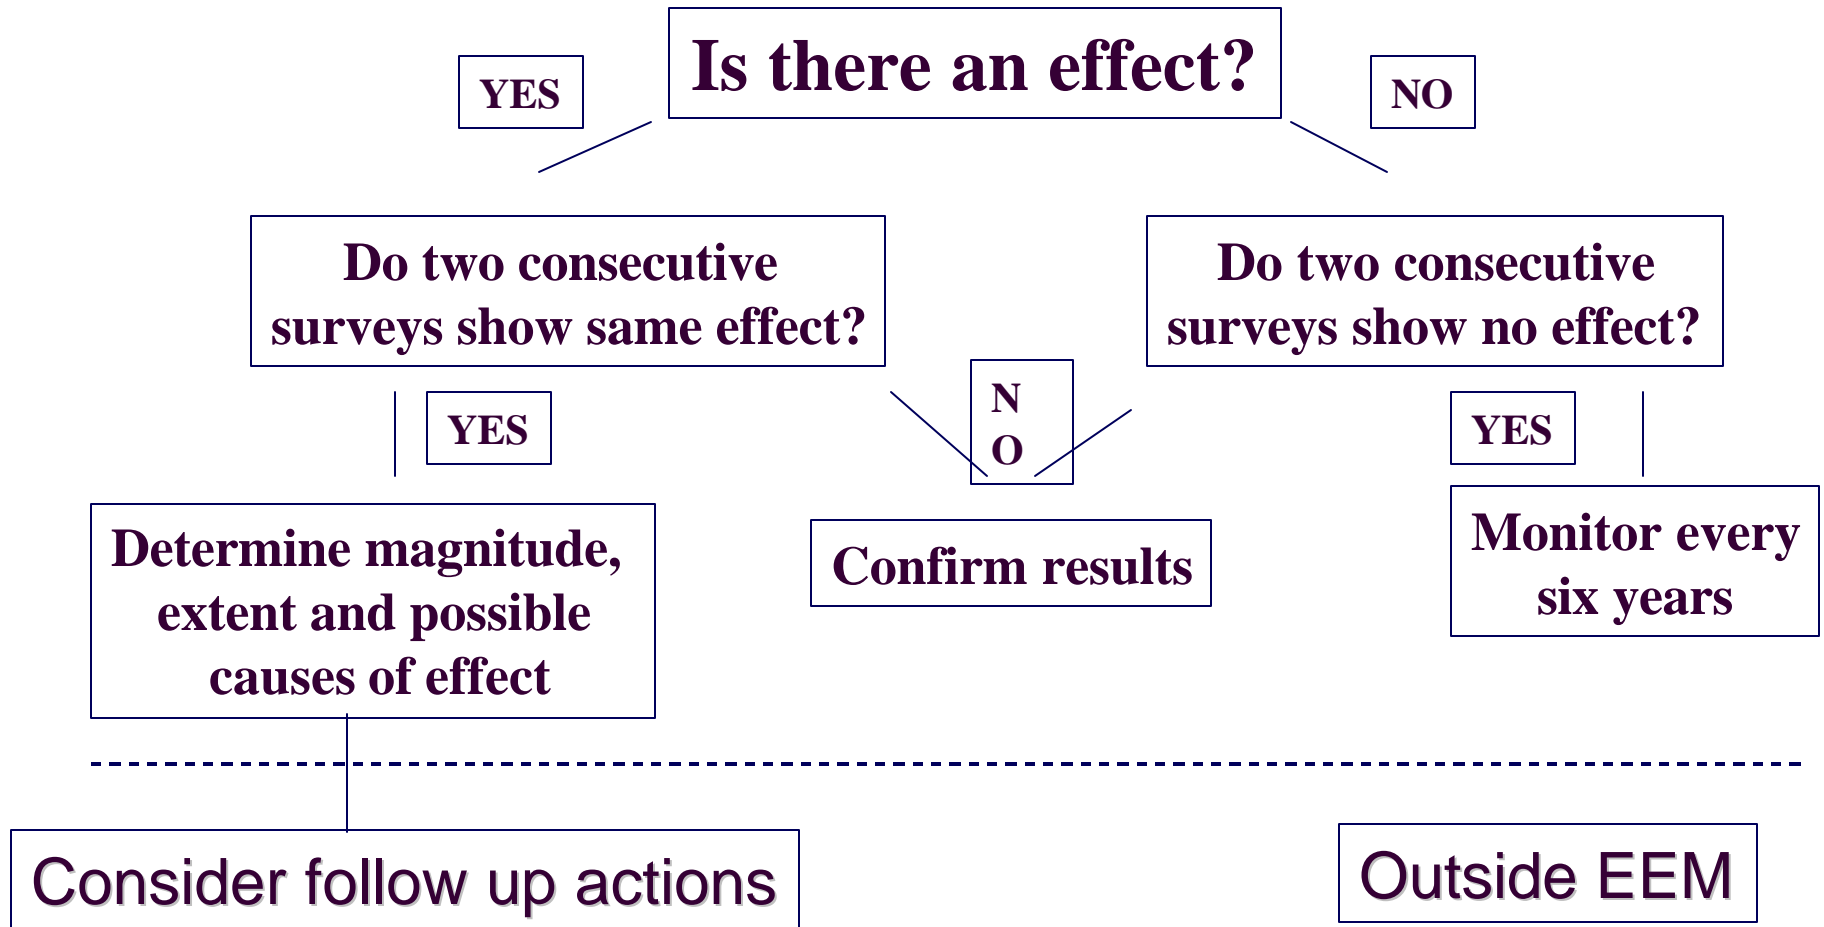 Is there an effect?
YES
NO
Do two consecutive
surveys show same effect?
Do two consecutive
surveys show no effect?
N
O
YES
YES
Determine magnitude,
extent and possible
causes of effect
Confirm results
Monitor every
six years
Consider follow up actions
Outside EEM